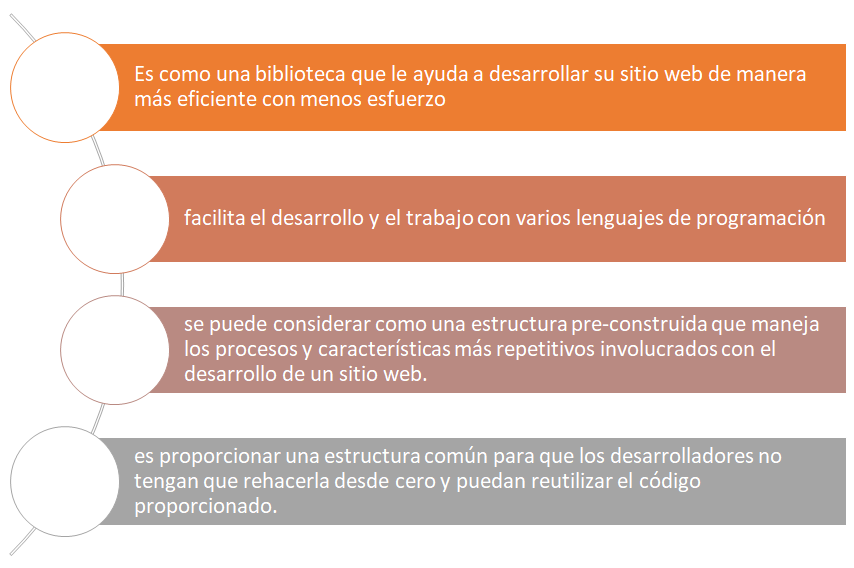 Es como una biblioteca que le ayuda a desarrollar su sitio web de manera
más eficiente con menos esfuerzo
facilita el desarrollo y el trabajo con varios lenguajes de programación
se puede considerar como una estructura pre-construida que maneja
los procesos y características más repetitivos involucrados con el
desarrollo de un sitio web.
es proporcionar una estructura común para que los desarrolladores no
tengan que rehacerla desde cero y puedan reutilizar el código
proporcionado.